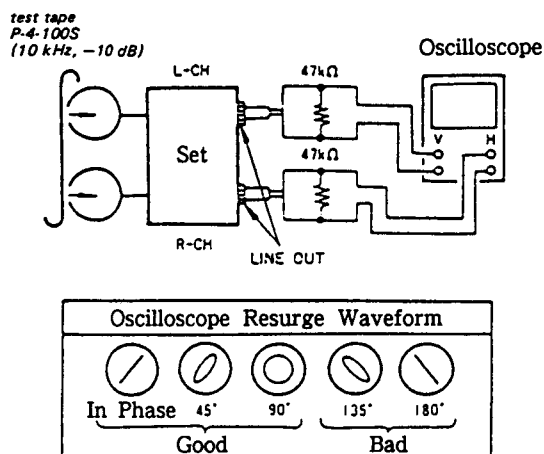 test tape
P-4-100S
(10 kHz, −10 dB)
Oscilloscope
L-CH
47kΩ
Set
V
H
47kΩ
R-CH
LINE OUT
Oscilloscope Resurge Waveform
In Phase 45° 90° 135° 180°
Good Bad